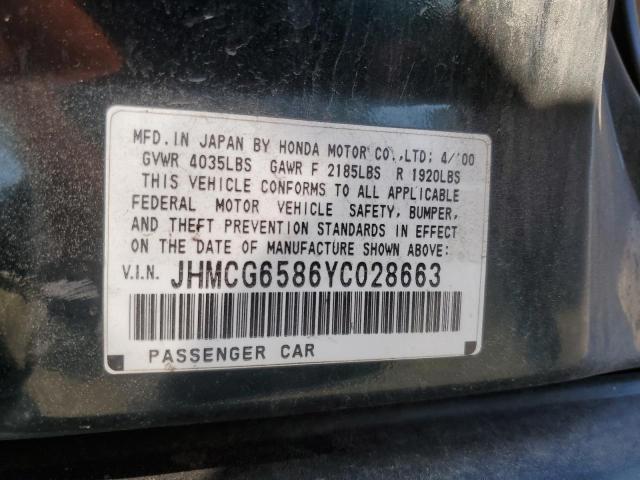 MFD. IN JAPAN BY HONDA MOTOR CO.,LTD: 4/'00
GVWR 4035LBS GAWR F 2185LBS R 1920LBS
THIS VEHICLE CONFORMS TO ALL APPLICABLE
FEDERAL MOTOR VEHICLE SAFETY, BUMPER,
AND THEFT PREVENTION STANDARDS IN EFFECT
ON THE DATE OF MANUFACTURE SHOWN ABOVE:
V.I.N. JHMCG6586YC028663
PASSENGER CAR